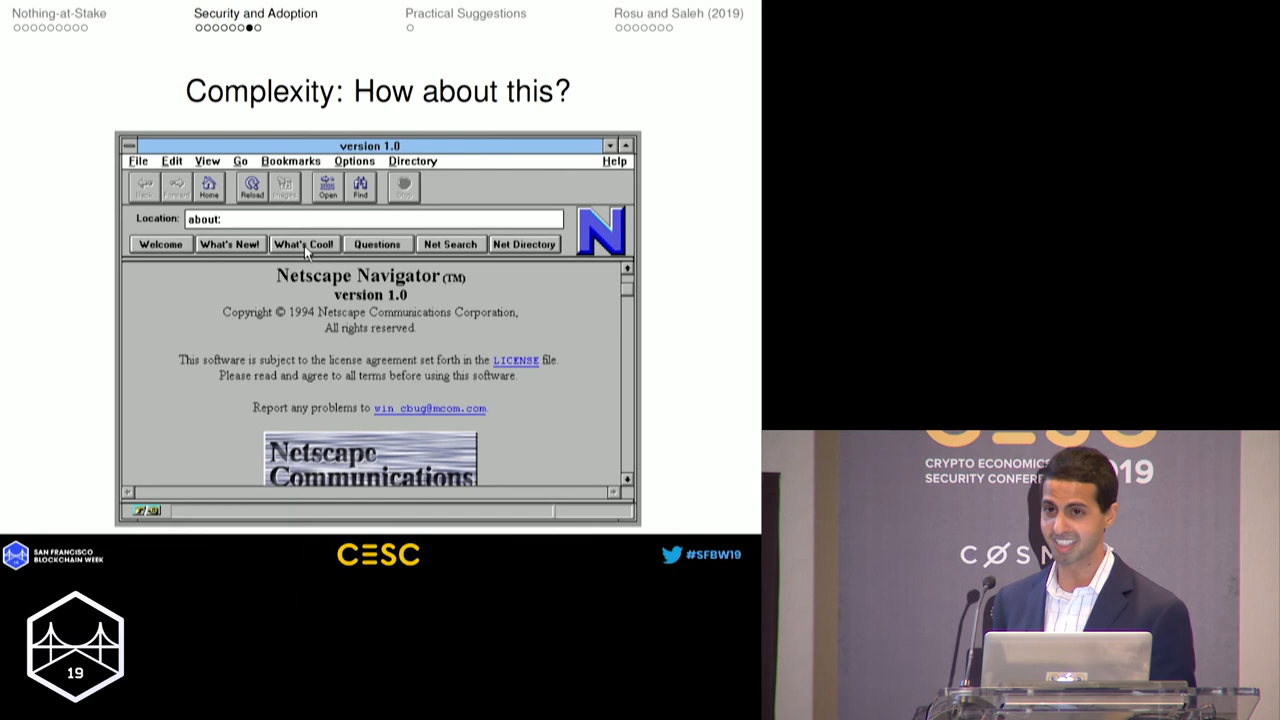 Nothing-at-Stake Security and Adoption Practical Suggestions Rosu and Saleh (2019)
Complexity: How about this?
version 1.0
File Edit View Go Bookmarks Options Directory Help
Back Forward Home Reload Images Open Find Stop
Location: about:
N
Welcome What's New! What's Cool! Questions Net Search Net Directory
Netscape Navigator (TM)
version 1.0
Copyright © 1994 Netscape Communications Corporation,
All rights reserved.
This software is subject to the license agreement set forth in the LICENSE file.
Please read and agree to all terms before using this software.
Report any problems to win_cbug@mcom.com
Netscape
Communications
SAN FRANCISCO
BLOCKCHAIN WEEK
CESC
#SFBW19
19
CESC
CRYPTO ECONOMICS
SECURITY 19